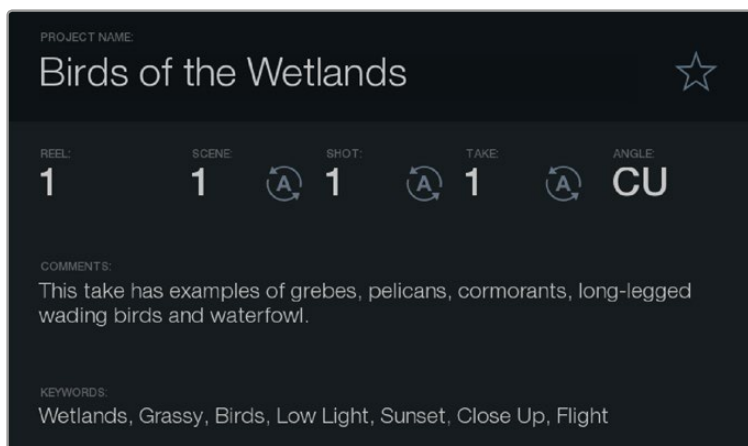 PROJECT NAME:
Birds of the Wetlands
REEL: SCENE: SHOT: TAKE: ANGLE:
1 1 A 1 A 1 A CU
COMMENTS:
This take has examples of grebes, pelicans, cormorants, long-legged
wading birds and waterfowl.
KEYWORDS:
Wetlands, Grassy, Birds, Low Light, Sunset, Close Up, Flight